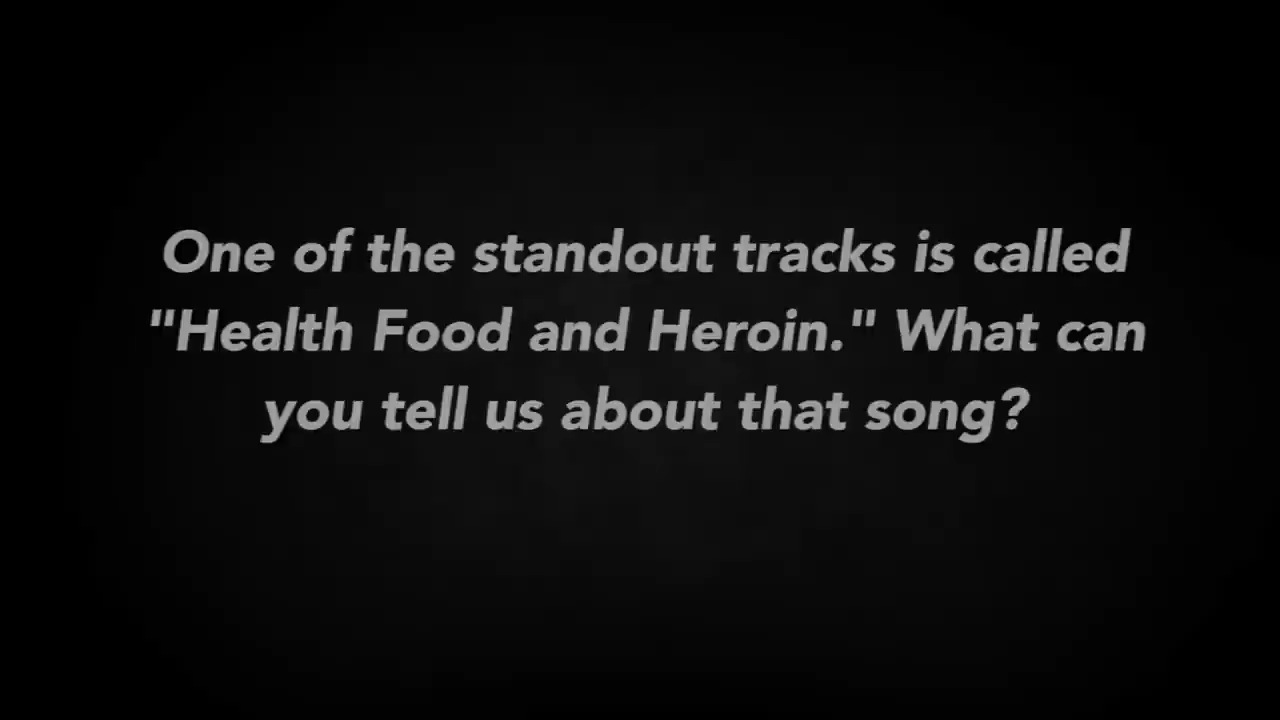 One of the standout tracks is called
"Health Food and Heroin." What can
you tell us about that song?